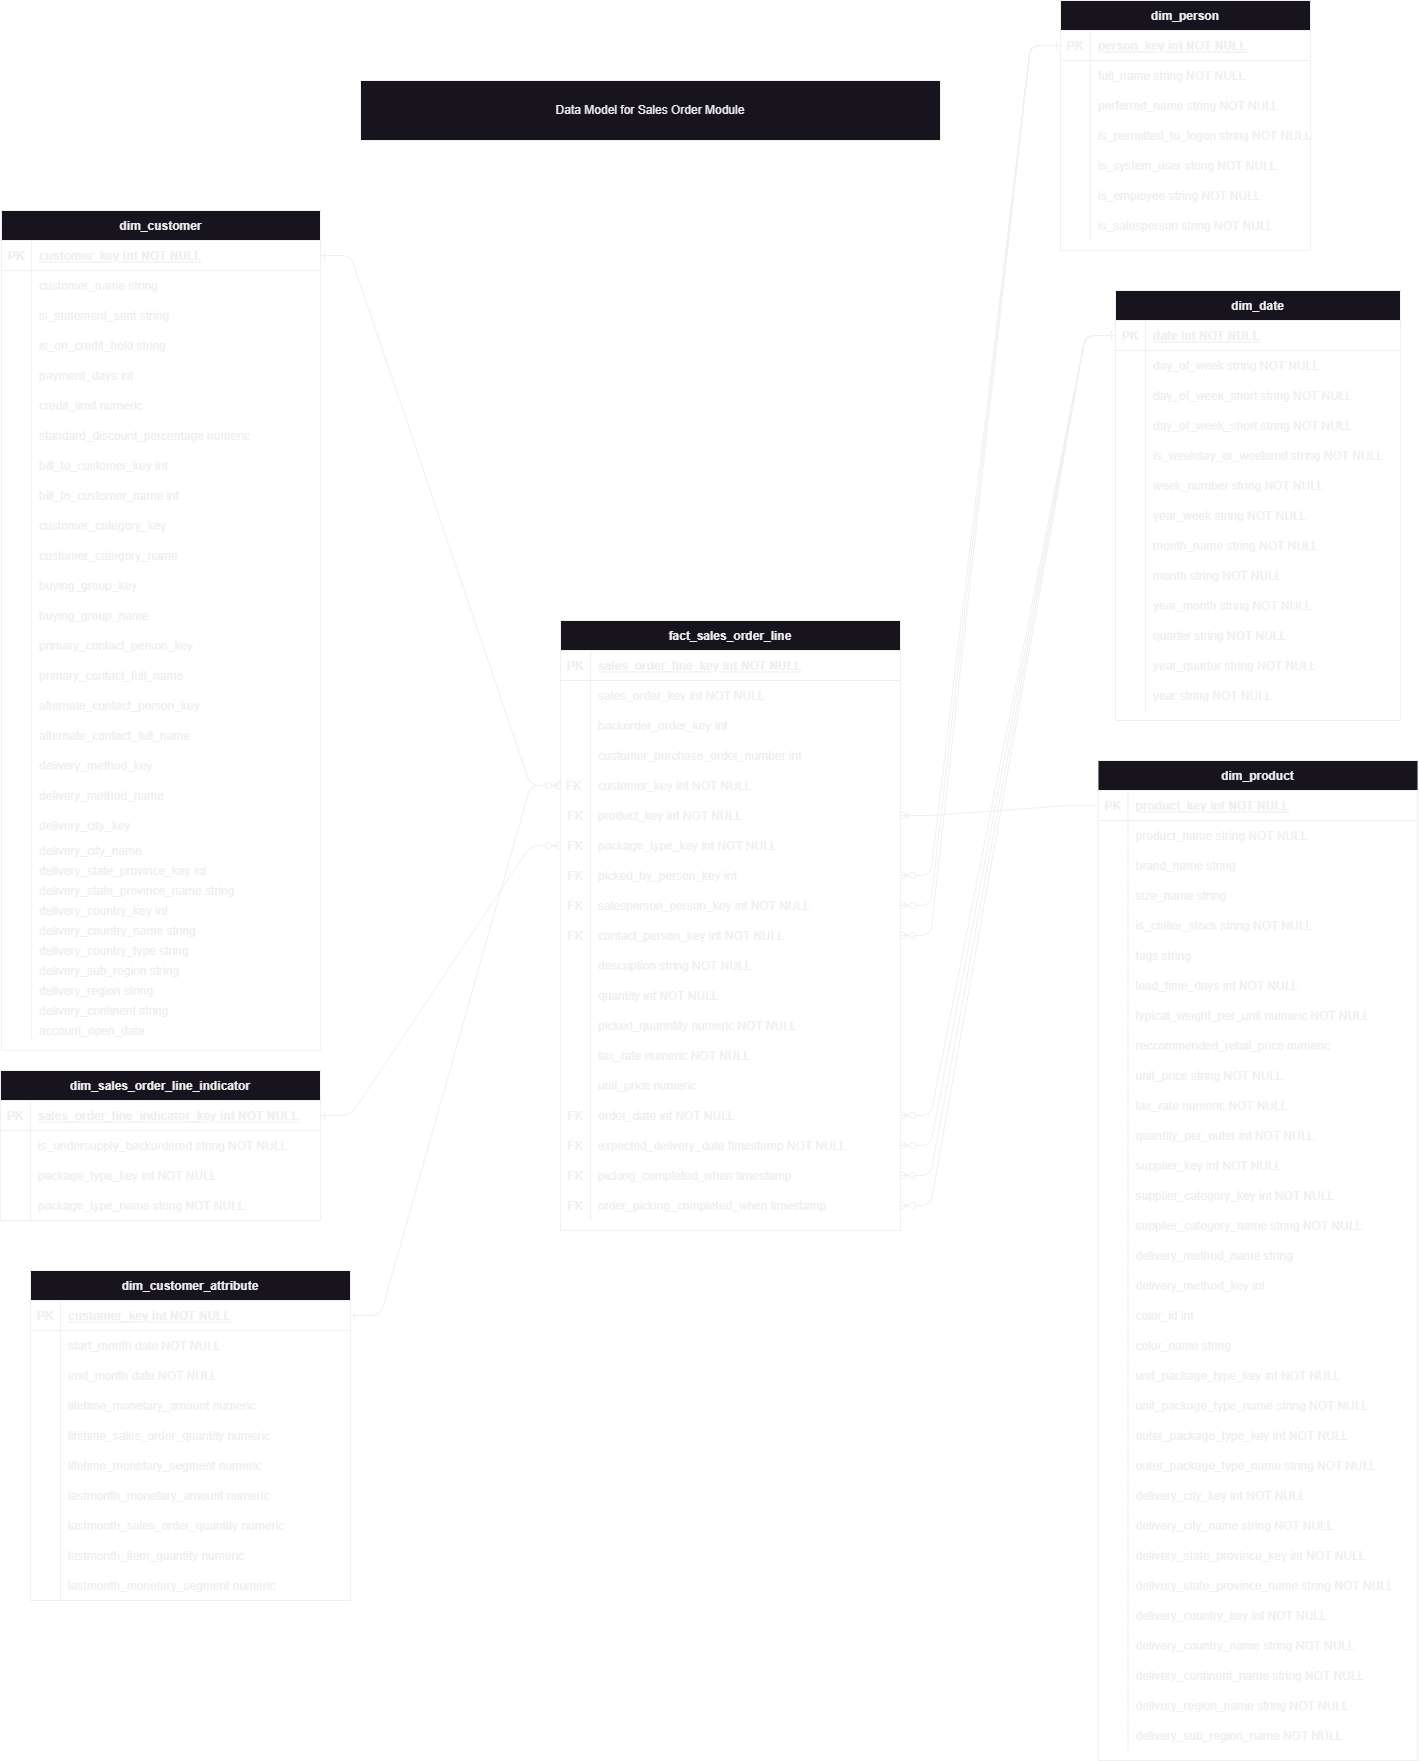 Data Model for Sales Order Module
dim_person
PK person_key int NOT NULL
full_name string NOT NULL
perferred_name string NOT NULL
is_permitted_to_logon string NOT NULL
is_system_user string NOT NULL
is_employee string NOT NULL
is_salesperson string NOT NULL
dim_customer
PK customer_key int NOT NULL
customer_name string
is_statement_sent string
is_on_credit_hold string
payment_days int
credit_limit numeric
standard_discount_percentage numeric
bill_to_customer_key int
bill_to_customer_name int
customer_category_key
customer_category_name
buying_group_key
buying_group_name
primary_contact_person_key
primary_contact_full_name
alternate_contact_person_key
alternate_contact_full_name
delivery_method_key
delivery_method_name
delivery_city_key
delivery_city_name
delivery_state_province_key int
delivery_state_province_name string
delivery_country_key int
delivery_country_name string
delivery_country_type string
delivery_sub_region string
delivery_region string
delivery_continent string
account_open_date
dim_date
PK date int NOT NULL
day_of_week string NOT NULL
day_of_week_short string NOT NULL
day_of_week_short string NOT NULL
is_weekday_or_weekend string NOT NULL
week_number string NOT NULL
year_week string NOT NULL
month_name string NOT NULL
month string NOT NULL
year_month string NOT NULL
quarter string NOT NULL
year_quarter string NOT NULL
year string NOT NULL
fact_sales_order_line
PK sales_order_line_key int NOT NULL
sales_order_key int NOT NULL
backorder_order_key int
customer_purchase_order_number int
FK customer_key int NOT NULL
FK product_key int NOT NULL
FK package_type_key int NOT NULL
FK picked_by_person_key int
FK salesperson_person_key int NOT NULL
FK contact_person_key int NOT NULL
description string NOT NULL
quantity int NOT NULL
picked_quanntity numeric NOT NULL
tax_rate numeric NOT NULL
unit_price numeric
FK order_date int NOT NULL
FK expected_delivery_date timestamp NOT NULL
FK picking_completed_when timestamp
FK order_picking_completed_when timestamp
dim_product
PK product_key int NOT NULL
product_name string NOT NULL
brand_name string
size_name string
is_chiller_stock string NOT NULL
tags string
lead_time_days int NOT NULL
typical_weight_per_unit numeric NOT NULL
reccommended_retail_price numeric
unit_price string NOT NULL
tax_rate numeric NOT NULL
quantity_per_outer int NOT NULL
supplier_key int NOT NULL
supplier_category_key int NOT NULL
supplier_category_name string NOT NULL
delivery_method_name string
delivery_method_key int
color_id int
color_name string
unit_package_type_key int NOT NULL
unit_package_type_name string NOT NULL
outer_package_type_key int NOT NULL
outer_package_type_name string NOT NULL
delivery_city_key int NOT NULL
delivery_city_name string NOT NULL
delivery_state_province_key int NOT NULL
delivery_state_province_name string NOT NULL
delivery_country_key int NOT NULL
delivery_country_name string NOT NULL
delivery_continent_name string NOT NULL
delivery_region_name string NOT NULL
delivery_sub_region_name NOT NULL
dim_sales_order_line_indicator
PK sales_order_line_indicator_key int NOT NULL
is_undersupply_backordered string NOT NULL
package_type_key int NOT NULL
package_type_name string NOT NULL
dim_customer_attribute
PK customer_key int NOT NULL
start_month date NOT NULL
end_month date NOT NULL
lifetime_monetary_amount numeric
lifetime_sales_order_quantity numeric
lifetime_monetary_segment numeric
lastmonth_monetary_amount numeric
lastmonth_sales_order_quantity numeric
lastmonth_item_quantity numeric
lastmonth_monetary_segment numeric